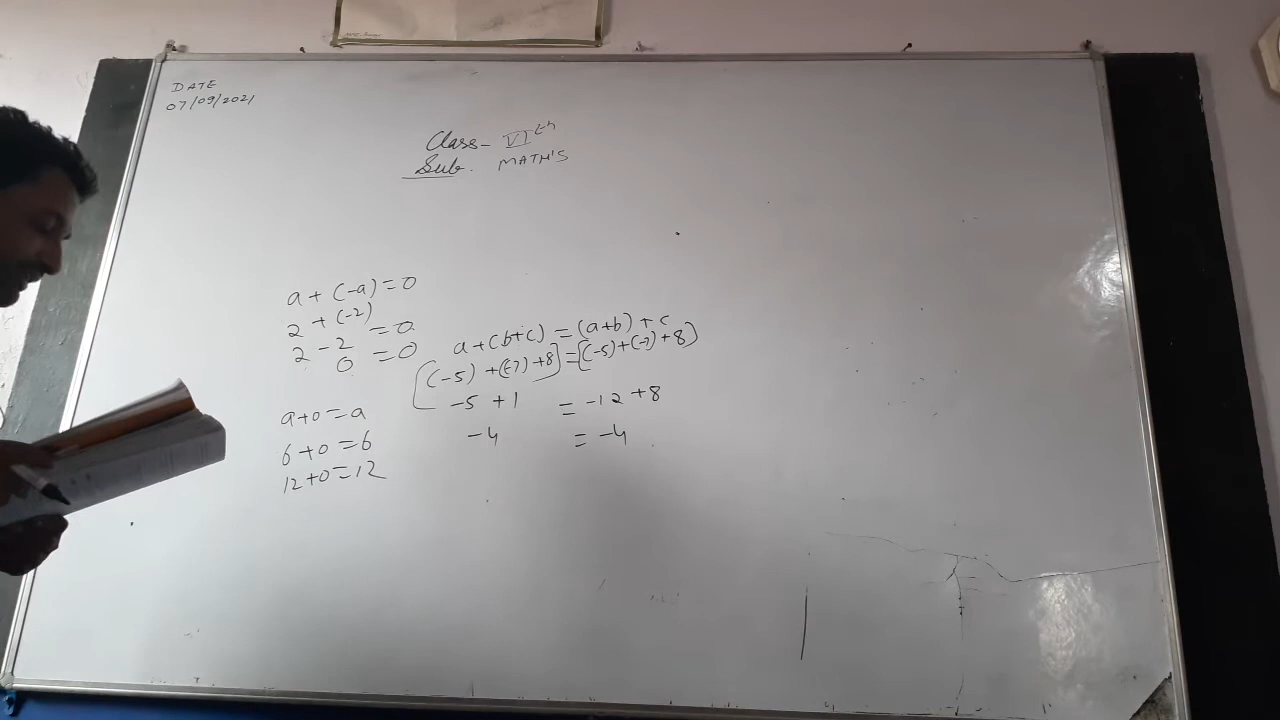 DATE
07/09/2021
Class- VIth
Sub. MATH'S
a + (-a) = 0
2 + (-2)
2 - 2 = 0
0 = 0
a+0=a
6+0=6
12+0=12
a+(b+c) = (a+b) + c
[(-5) +(-7)+8] = [(-5)+(-7)+8)
-5 +1 = -12 +8
-4 = -4